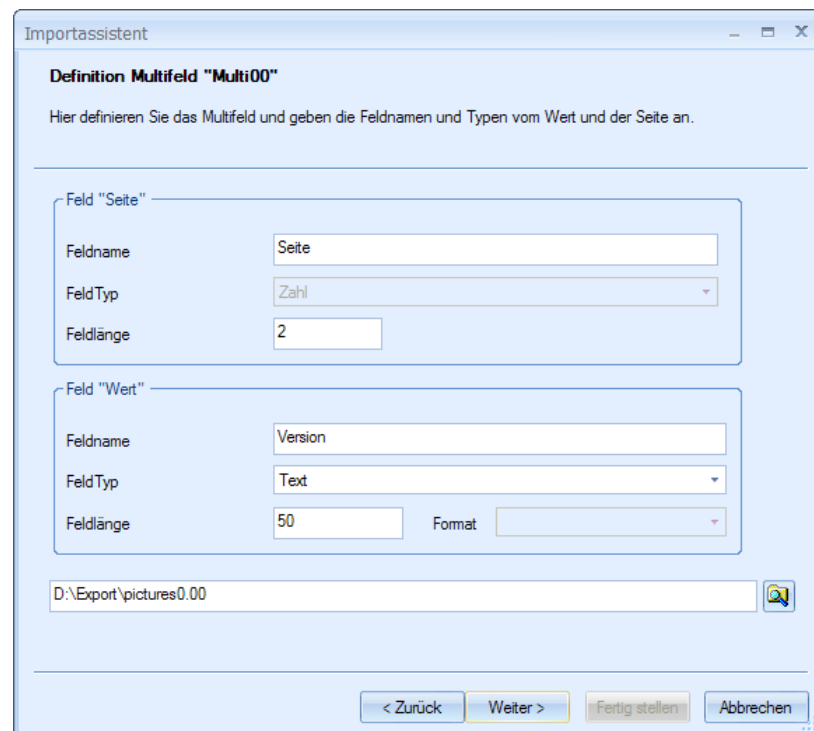 Importassistent
Definition Multifeld "Multi00"
Hier definieren Sie das Multifeld und geben die Feldnamen und Typen vom Wert und der Seite an.
Feld "Seite"
Feldname Seite
FeldTyp Zahl
Feldlänge 2
Feld "Wert"
Feldname Version
FeldTyp Text
Feldlänge 50 Format
D:\Export\pictures0.00
< Zurück Weiter > Fertig stellen Abbrechen